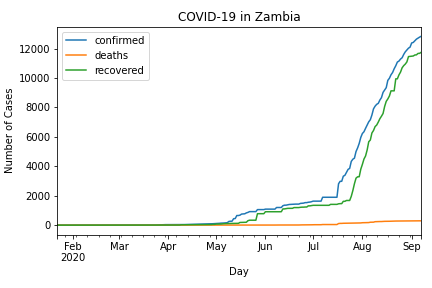 COVID-19 in Zambia
confirmed
deaths
recovered
Number of Cases
12000
10000
8000
6000
4000
2000
0
Feb Mar Apr May Jun Jul Aug Sep
2020
Day